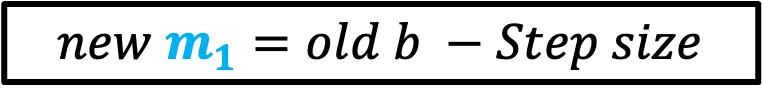 new m₁ = old b − Step size